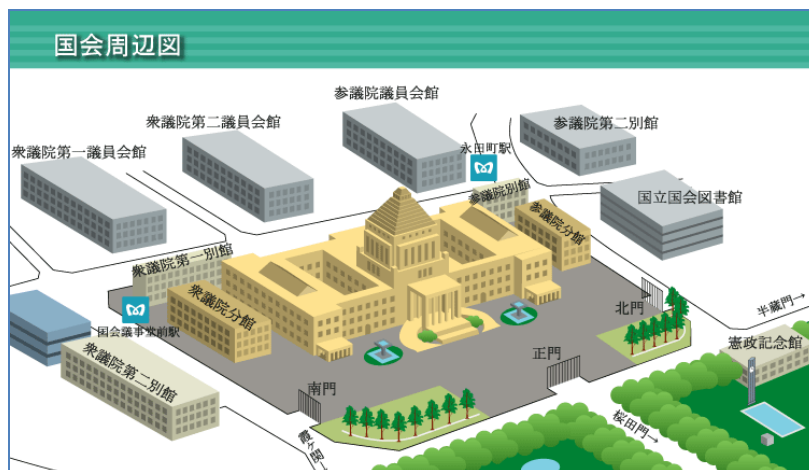 国会周辺図
参議院議員会館
衆議院第二議員会館
参議院第二別館
衆議院第一議員会館
永田町駅
参議院別館
国立国会図書館
参議院分館
衆議院第一別館
衆議院分館
国会議事堂前駅
北門
半蔵門→
憲政記念館
衆議院第二別館
正門
南門
桜田門→
霞ヶ関→